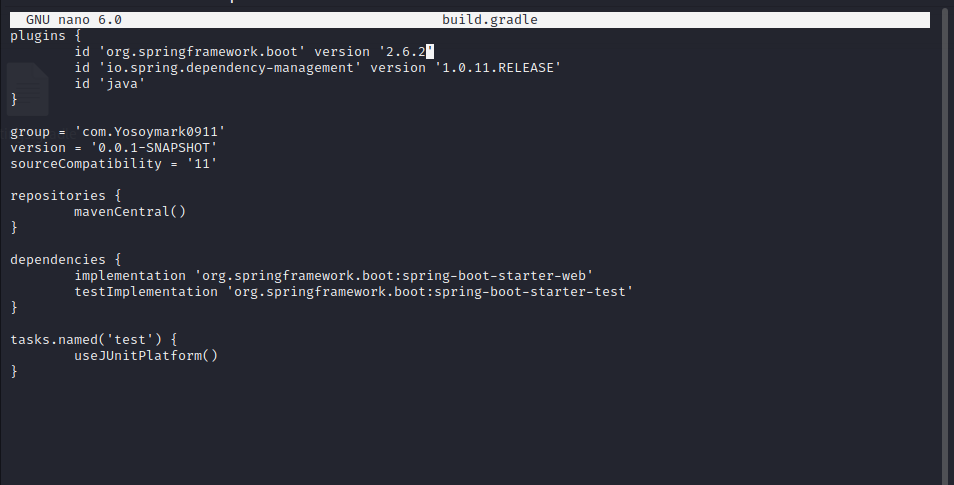 GNU nano 6.0 build.gradle
plugins {
id 'org.springframework.boot' version '2.6.2'
id 'io.spring.dependency-management' version '1.0.11.RELEASE'
id 'java'
}
group = 'com.Yosoymark0911'
version = '0.0.1-SNAPSHOT'
sourceCompatibility = '11'
repositories {
mavenCentral()
}
dependencies {
implementation 'org.springframework.boot:spring-boot-starter-web'
testImplementation 'org.springframework.boot:spring-boot-starter-test'
}
tasks.named('test') {
useJUnitPlatform()
}